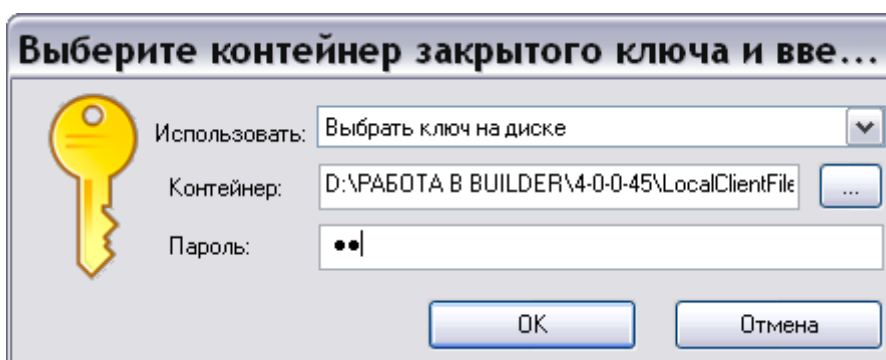 Выберите контейнер закрытого ключа и вве...
Использовать: Выбрать ключ на диске
Контейнер: D:\РАБОТА В BUILDER\4-0-0-45\LocalClientFile ...
Пароль: ●●
OK Отмена